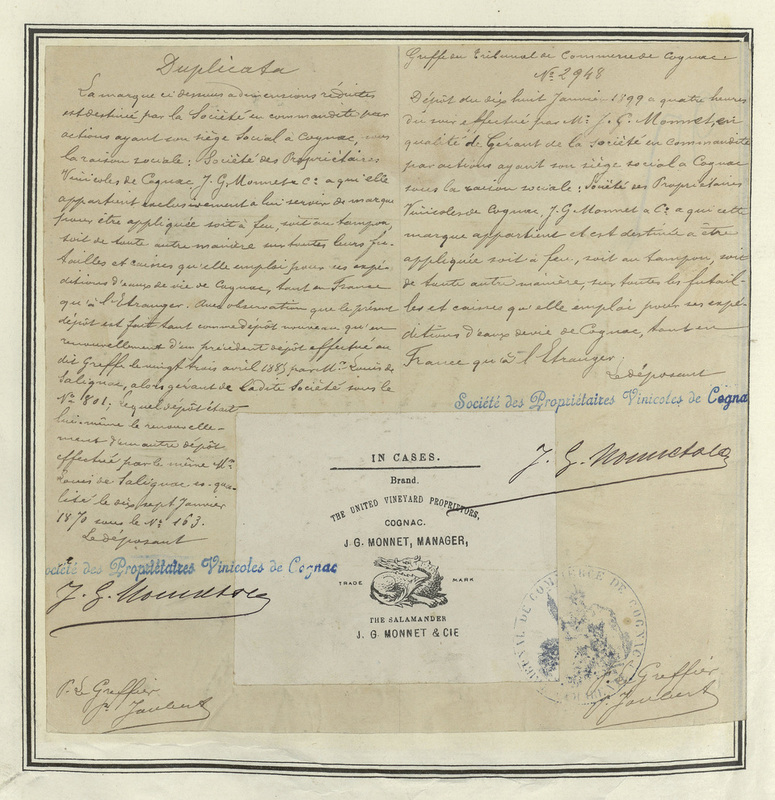 Duplicata
La marque ci dessus a dimensions réduites
est destiné par la Société en commandite par
actions ayant son siège Social à Cognac, sous
la raison sociale: Société des Propriétaires
Vinicoles de Cognac, J. G. Monnet & Cº a qui elle
appartient exclusivement a lui servir de marque
pour être appliquée soit à feu, soit au tampon
soit de toute autre manière sur toutes leurs fu-
tailles et caisses qu'elle emploi pour ses expé-
ditions d'eaux de vie de Cognac, tant en France
qu'à l'Etranger. Avec observation que le présent
dépôt est fait tant comme dépôt nouveau qu'en
renouvellement d'un précédent dépôt effectué au
dit Greffe le vingt trois avril 1885 par Mr. Louis de
Salignac, alors gérant de Ladite Société sous le
Nº 1801; lequel dépôt était
lui-même le renouvelle-
ment d'un autre dépôt
effectué par le même Mr.
Louis de Salignac es-qua-
lité le dix sept Janvier
1870 sous le Nº 163.
Le déposant
Société des Propriétaires Vinicoles de Cognac
J. G. Monnet & Co
P. Le Greffier
P. Joubert
Greffe du Tribunal de Commerce de Cognac
Nº 2948
Dépôt du dix huit Janvier 1899 a quatre heures
du soir effectué par Mr. J. G. Monnet, en
qualité de Gérant de la Société en commandite
par actions ayant son siège social a Cognac
sous la raison sociale: Société des Propriétaires
Vinicoles de Cognac, J. G Monnet & Cº a qui cette
marque appartient et est destinée a être
appliquée soit à feu, soit au tampon, soit
de toute autre manière, sur toutes les futail-
les et caisses qu'elle emploi pour ses expé-
ditions d'eaux de vie de Cognac, tant en
France qu'à l'Etranger
Le déposant
Société des Propriétaires Vinicoles de Cogna
J. G. Monnet & Co
IN CASES.
Brand.
THE UNITED VINEYARD PROPRIETORS,
COGNAC.
J. G. MONNET, MANAGER,
TRADE MARK
THE SALAMANDER
J. G. MONNET & CIE
TRIBUNAL DE COMMERCE DE COGNAC
Le Greffier
P. Joubert